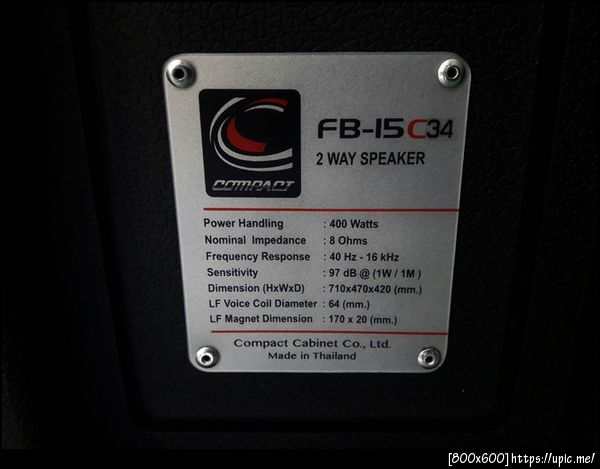 COMPACT
FB-15C34
2 WAY SPEAKER
Power Handling : 400 Watts
Nominal Impedance : 8 Ohms
Frequency Response : 40 Hz - 16 kHz
Sensitivity : 97 dB @ (1W / 1M )
Dimension (HxWxD) : 710x470x420 (mm.)
LF Voice Coil Diameter : 64 (mm.)
LF Magnet Dimension : 170 x 20 (mm.)
Compact Cabinet Co., Ltd.
Made in Thailand
[800x600] https://upic.me/